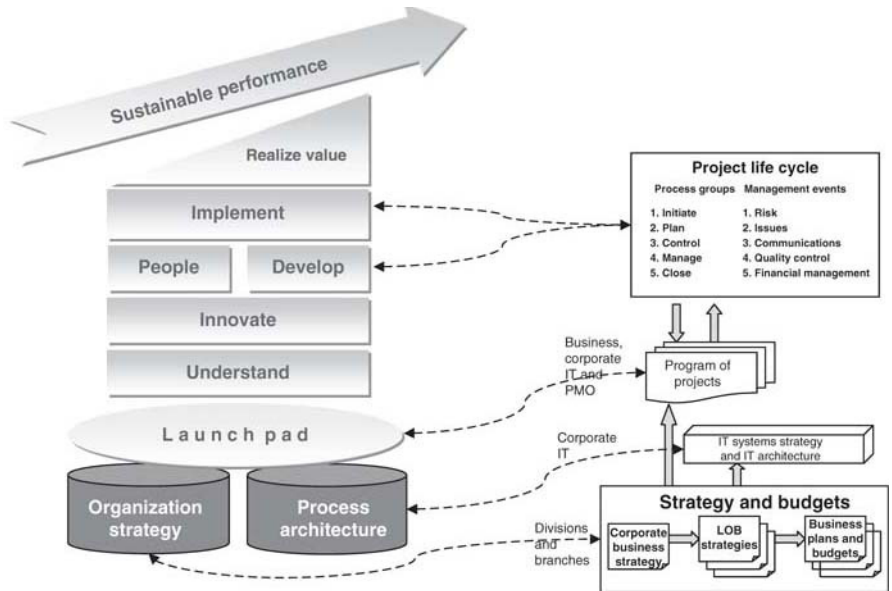 Sustainable performance
Realize value
Implement
People
Develop
Innovate
Understand
Launch pad
Organization
strategy
Process
architecture
Project life cycle
Process groups Management events
1. Initiate 1. Risk
2. Plan 2. Issues
3. Control 3. Communications
4. Manage 4. Quality control
5. Close 5. Financial management
Business,
corporate
IT and
PMO
Program of
projects
Corporate
IT
IT systems strategy
and IT architecture
Strategy and budgets
Divisions
and
branches
Corporate
business
strategy
LOB
strategies
Business
plans and
budgets